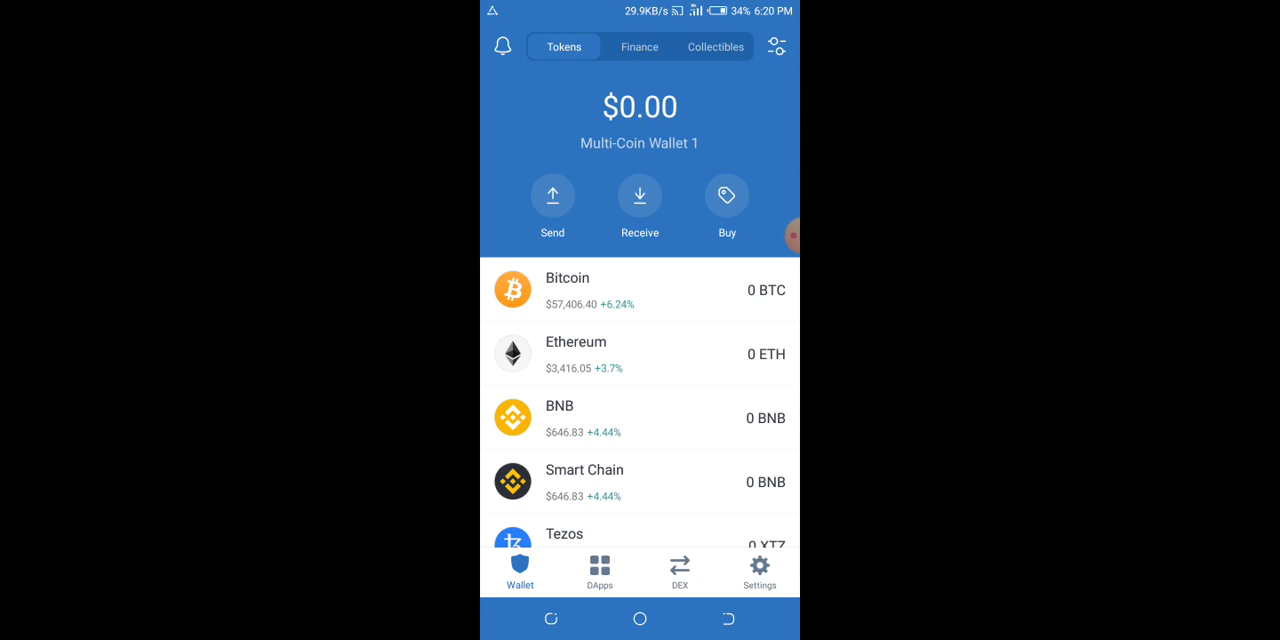 29.9KB/s 34% 6:20 PM
Tokens Finance Collectibles
$0.00
Multi-Coin Wallet 1
Send Receive Buy
Bitcoin
$57,406.40 +6.24%
0 BTC
Ethereum
$3,416.05 +3.7%
0 ETH
BNB
$646.83 +4.44%
0 BNB
Smart Chain
$646.83 +4.44%
0 BNB
Tezos
0 XTZ
Wallet DApps DEX Settings